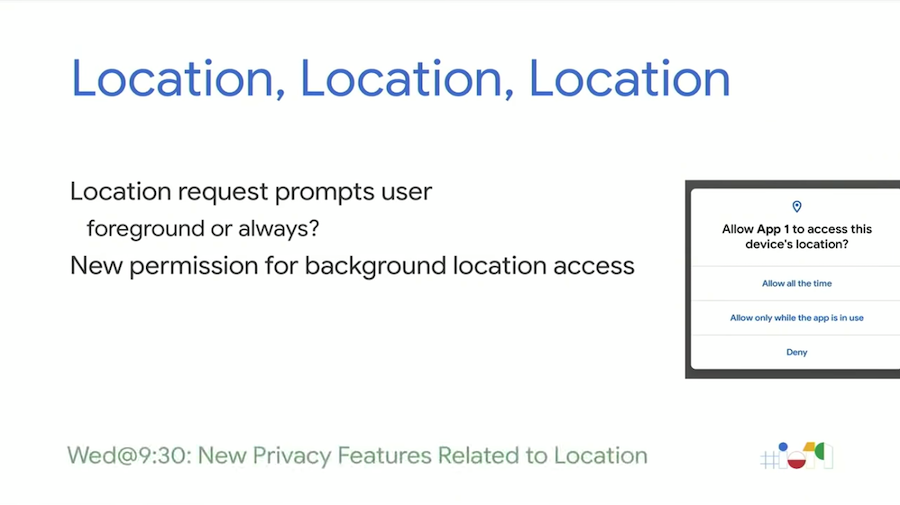 Location, Location, Location
Location request prompts user
foreground or always?
New permission for background location access
Allow App 1 to access this
device's location?
Allow all the time
Allow only while the app is in use
Deny
Wed@9:30: New Privacy Features Related to Location
#io19